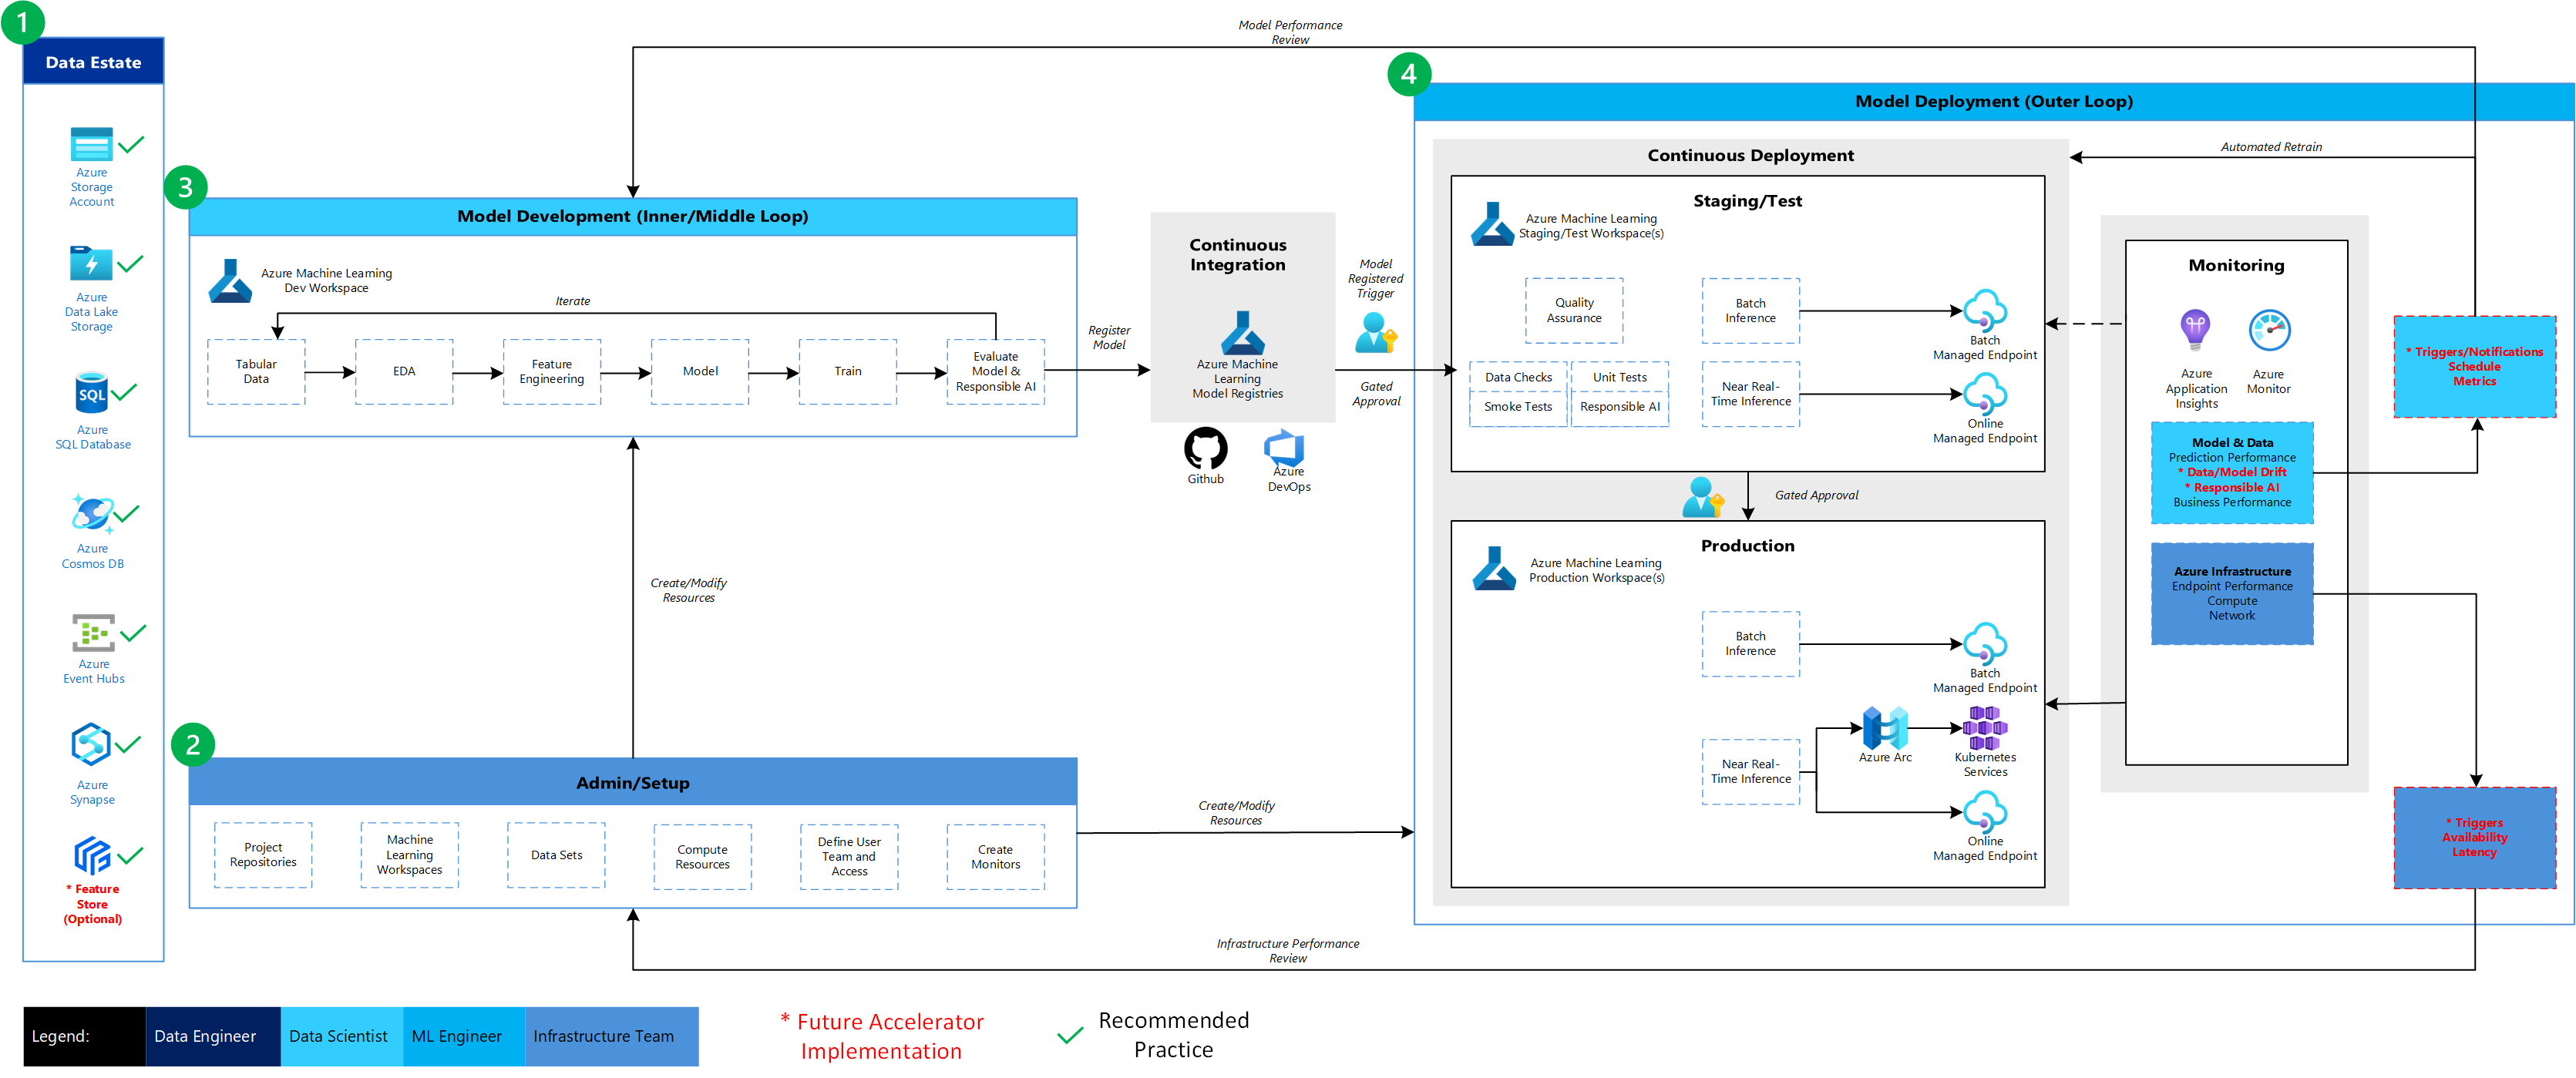 1
Data Estate
Azure
Storage
Account
Azure
Data Lake
Storage
SQL
Azure
SQL Database
Azure
Cosmos DB
Azure
Event Hubs
Azure
Synapse
* Feature
Store
(Optional)
Model Performance
Review
3
Model Development (Inner/Middle Loop)
Azure Machine Learning
Dev Workspace
Iterate
Tabular
Data
EDA
Feature
Engineering
Model
Train
Evaluate
Model &
Responsible AI
Register
Model
Create/Modify
Resources
2
Admin/Setup
Project
Repositories
Machine
Learning
Workspaces
Data Sets
Compute
Resources
Define User
Team and
Access
Create
Monitors
Create/Modify
Resources
Infrastructure Performance
Review
Continuous
Integration
Azure Machine
Learning
Model Registries
Github
Azure
DevOps
Model
Registered
Trigger
Gated
Approval
4
Model Deployment (Outer Loop)
Continuous Deployment
Automated Retrain
Staging/Test
Azure Machine Learning
Staging/Test Workspace(s)
Quality
Assurance
Data Checks
Unit Tests
Smoke Tests
Responsible AI
Batch
Inference
Batch
Managed Endpoint
Near Real-
Time Inference
Online
Managed Endpoint
Gated Approval
Production
Azure Machine Learning
Production Workspace(s)
Batch
Inference
Batch
Managed Endpoint
Near Real-
Time Inference
Azure Arc
Kubernetes
Services
Online
Managed Endpoint
Monitoring
Azure
Application
Insights
Azure
Monitor
Model & Data
Prediction Performance
* Data/Model Drift
* Responsible AI
Business Performance
Azure Infrastructure
Endpoint Performance
Compute
Network
* Triggers/Notifications
Schedule
Metrics
* Triggers
Availability
Latency
Legend:
Data Engineer
Data Scientist
ML Engineer
Infrastructure Team
* Future Accelerator
Implementation
Recommended
Practice